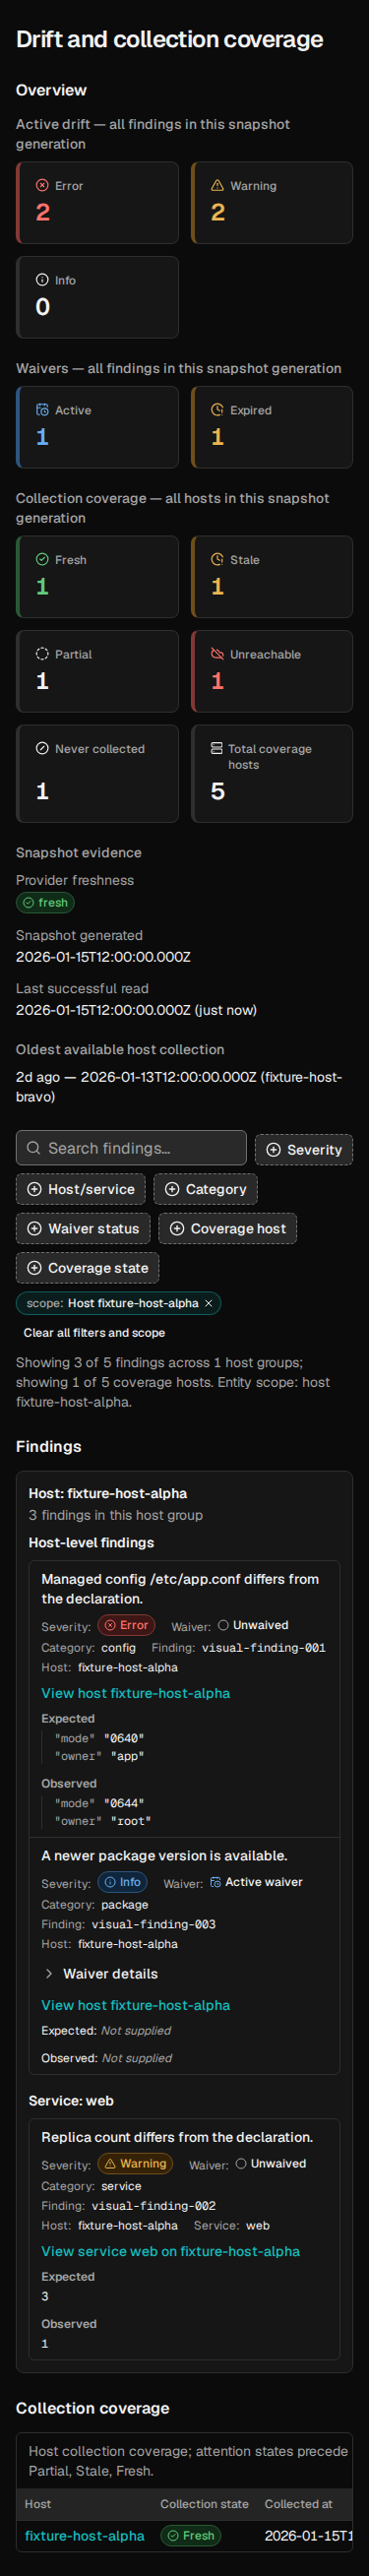 Drift and collection coverage
Overview
Active drift — all findings in this snapshot
generation
Error
2
Warning
2
Info
0
Waivers — all findings in this snapshot generation
Active
1
Expired
1
Collection coverage — all hosts in this snapshot
generation
Fresh
1
Stale
1
Partial
1
Unreachable
1
Never collected
1
Total coverage
hosts
5
Snapshot evidence
Provider freshness
fresh
Snapshot generated
2026-01-15T12:00:00.000Z
Last successful read
2026-01-15T12:00:00.000Z (just now)
Oldest available host collection
2d ago — 2026-01-13T12:00:00.000Z (fixture-host-
bravo)
Search findings...
Severity
Host/service
Category
Waiver status
Coverage host
Coverage state
scope: Host fixture-host-alpha
Clear all filters and scope
Showing 3 of 5 findings across 1 host groups;
showing 1 of 5 coverage hosts. Entity scope: host
fixture-host-alpha.
Findings
Host: fixture-host-alpha
3 findings in this host group
Host-level findings
Managed config /etc/app.conf differs from
the declaration.
Severity: Error Waiver: Unwaived
Category: config Finding: visual-finding-001
Host: fixture-host-alpha
View host fixture-host-alpha
Expected
"mode" "0640"
"owner" "app"
Observed
"mode" "0644"
"owner" "root"
A newer package version is available.
Severity: Info Waiver: Active waiver
Category: package
Finding: visual-finding-003
Host: fixture-host-alpha
Waiver details
View host fixture-host-alpha
Expected: Not supplied
Observed: Not supplied
Service: web
Replica count differs from the declaration.
Severity: Warning Waiver: Unwaived
Category: service
Finding: visual-finding-002
Host: fixture-host-alpha Service: web
View service web on fixture-host-alpha
Expected
3
Observed
1
Collection coverage
Host collection coverage; attention states precede
Partial, Stale, Fresh.
Host Collection state Collected at
fixture-host-alpha Fresh 2026-01-15T1